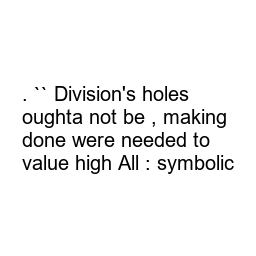 . `` Division's holes
oughta not be , making
done were needed to
value high All : symbolic